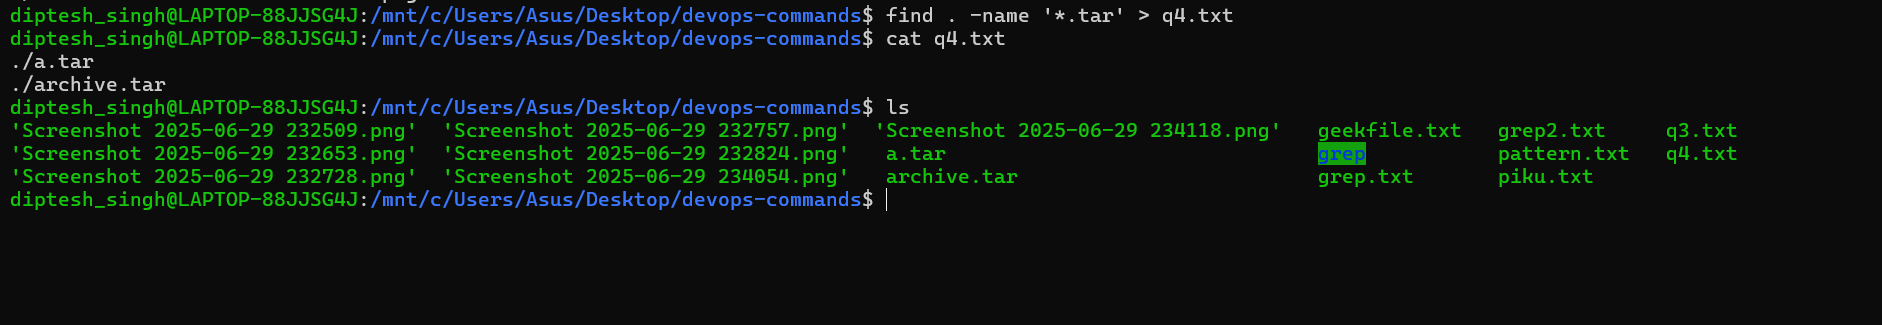 diptesh_singh@LAPTOP-88JJSG4J:/mnt/c/Users/Asus/Desktop/devops-commands$ find . -name '*.tar' > q4.txt
diptesh_singh@LAPTOP-88JJSG4J:/mnt/c/Users/Asus/Desktop/devops-commands$ cat q4.txt
./a.tar
./archive.tar
diptesh_singh@LAPTOP-88JJSG4J:/mnt/c/Users/Asus/Desktop/devops-commands$ ls
'Screenshot 2025-06-29 232509.png'  'Screenshot 2025-06-29 232757.png'  'Screenshot 2025-06-29 234118.png'   geekfile.txt   grep2.txt     q3.txt
'Screenshot 2025-06-29 232653.png'  'Screenshot 2025-06-29 232824.png'   a.tar                               grep           pattern.txt   q4.txt
'Screenshot 2025-06-29 232728.png'  'Screenshot 2025-06-29 234054.png'   archive.tar                         grep.txt       piku.txt
diptesh_singh@LAPTOP-88JJSG4J:/mnt/c/Users/Asus/Desktop/devops-commands$